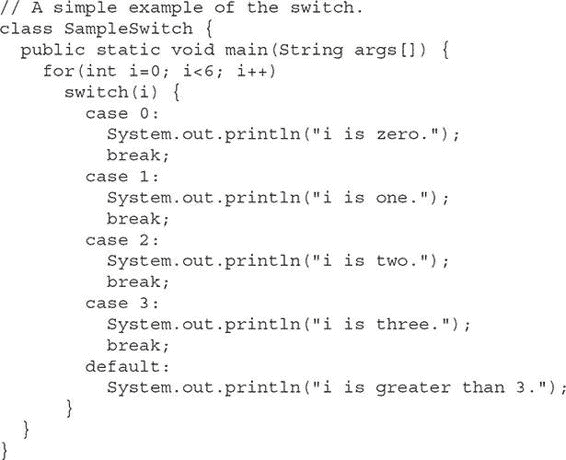 // A simple example of the switch.
class SampleSwitch {
  public static void main(String args[]) {
    for(int i=0; i<6; i++)
      switch(i) {
        case 0:
          System.out.println("i is zero.");
          break;
        case 1:
          System.out.println("i is one.");
          break;
        case 2:
          System.out.println("i is two.");
          break;
        case 3:
          System.out.println("i is three.");
          break;
        default:
          System.out.println("i is greater than 3.");
      }
  }
}